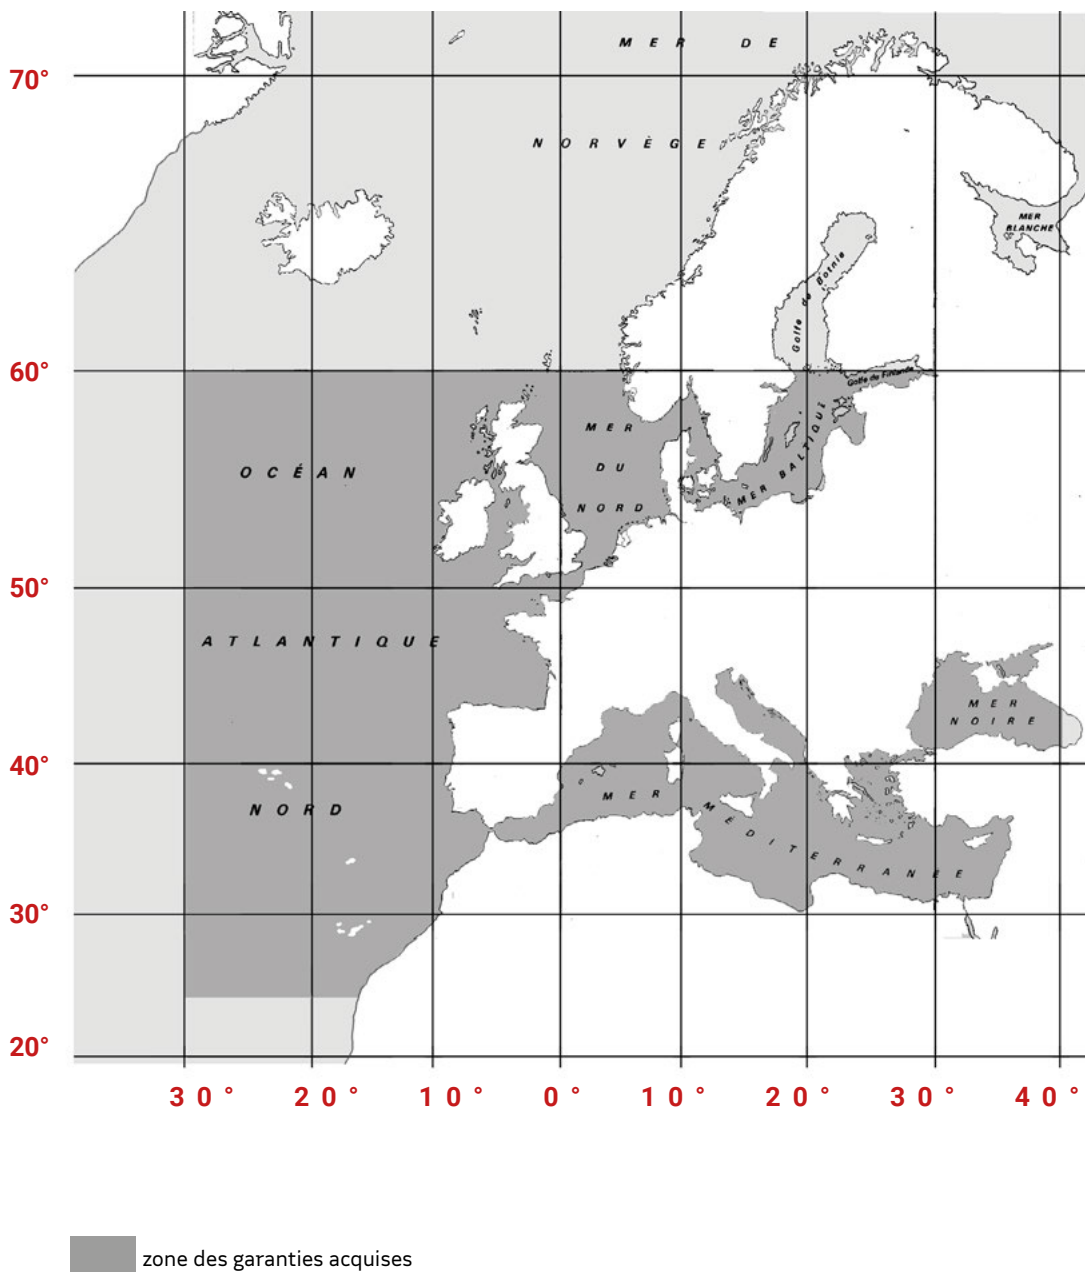 MER DE
70°
NORVÈGE
MER
BLANCHE
Golfe de Botnie
60°
Golfe de Finlande
MER
DU
NORD
MER BALTIQUE
OCÉAN
50°
ATLANTIQUE
MER
NOIRE
40°
NORD
MER MÉDITERRANÉE
30°
20°
30° 20° 10° 0° 10° 20° 30° 40°
zone des garanties acquises